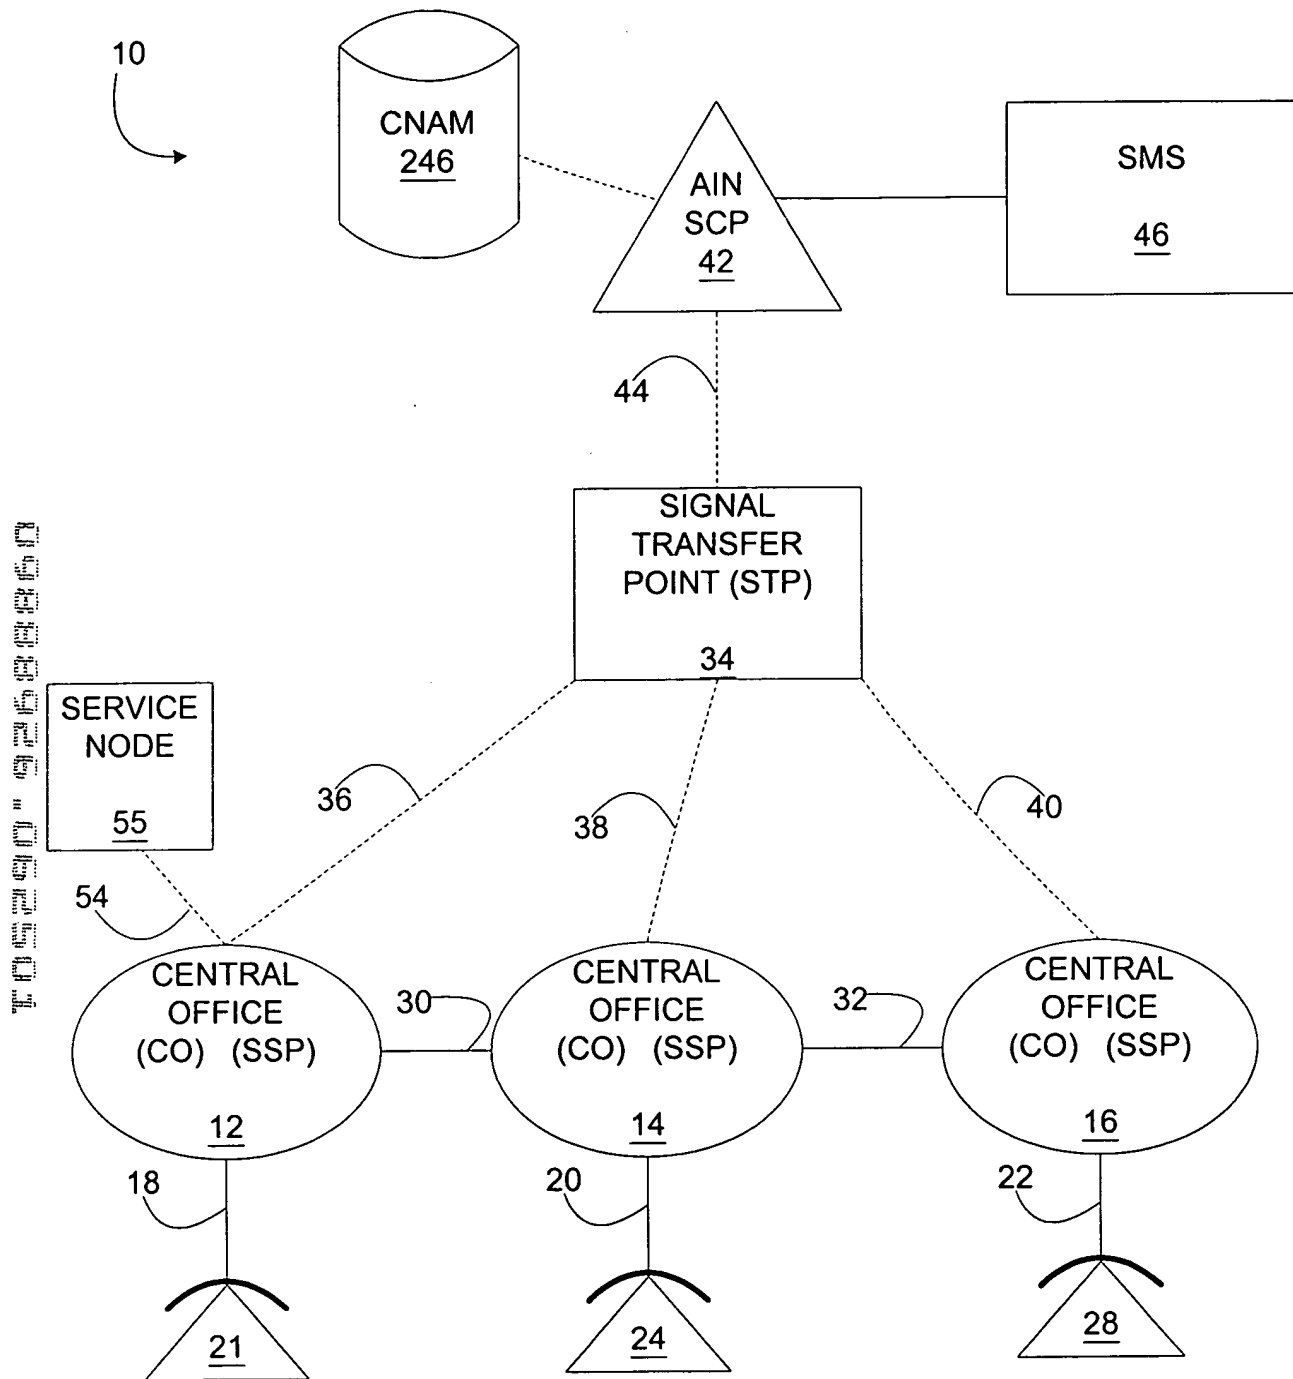 10
CNAM
246
AIN
SCP
42
SMS
46
44
SIGNAL
TRANSFER
POINT (STP)
34
SERVICE
NODE
55
36
38
40
54
CENTRAL
OFFICE
(CO) (SSP)
12
30
CENTRAL
OFFICE
(CO) (SSP)
14
32
CENTRAL
OFFICE
(CO) (SSP)
16
18
20
22
21
24
28